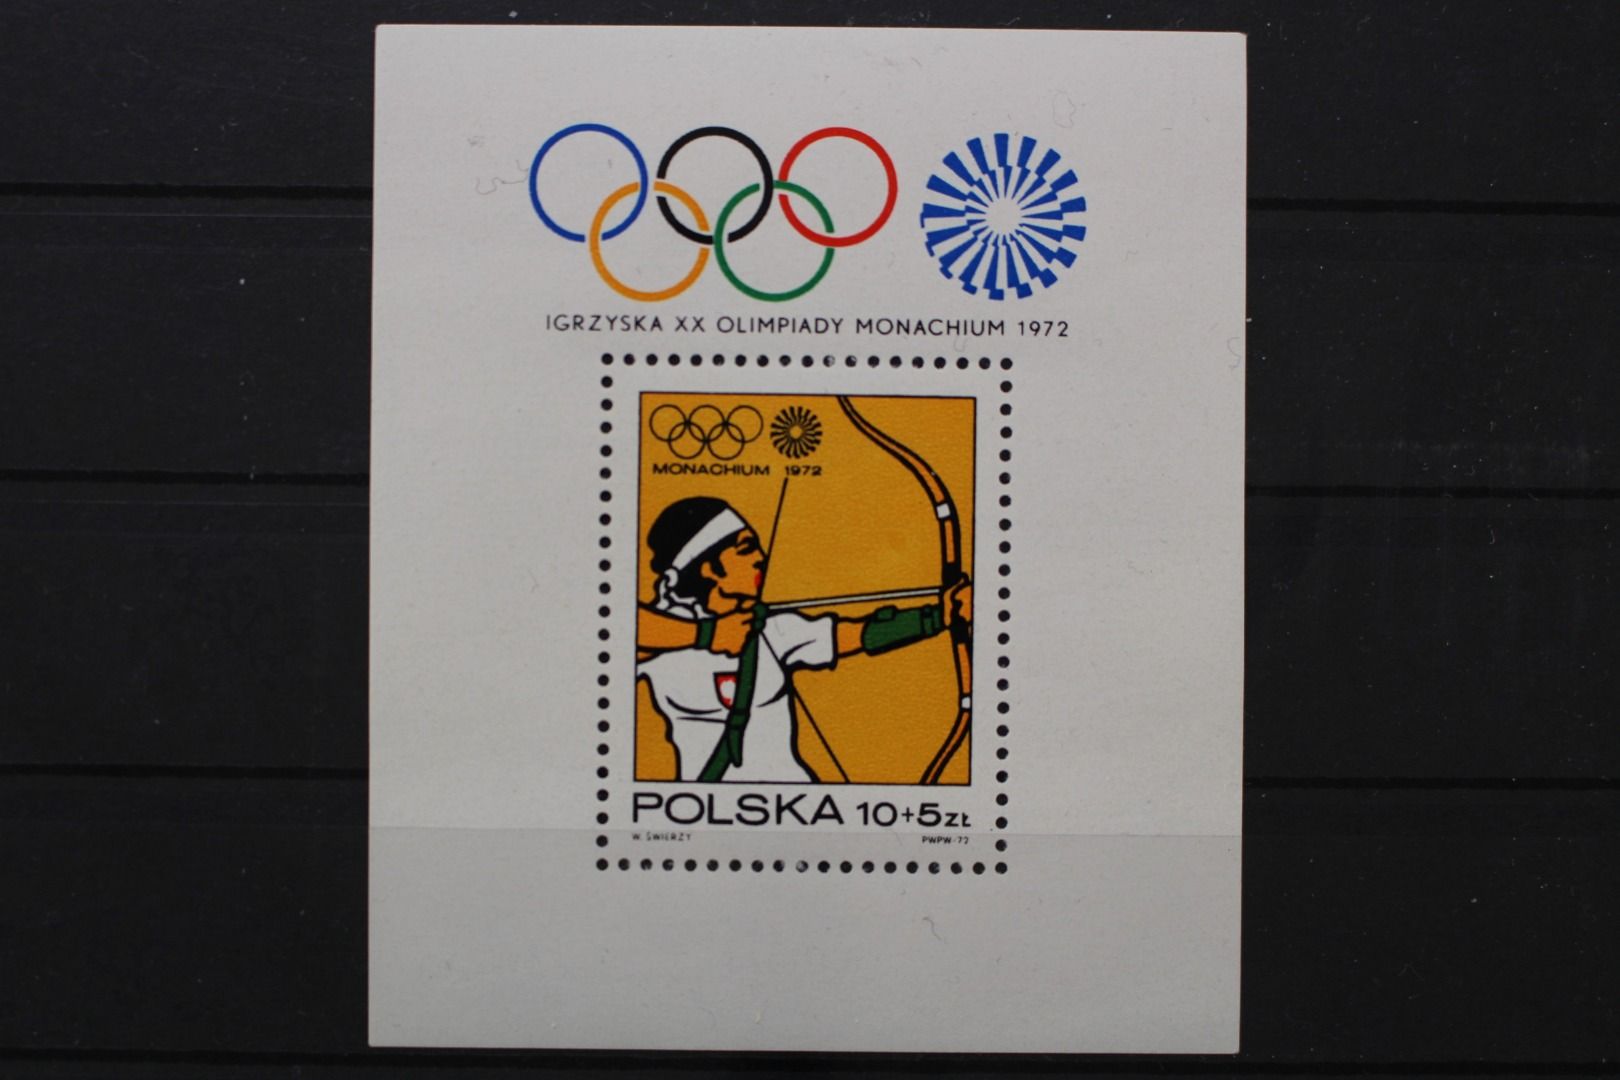 IGRZYSKA XX OLIMPIADY MONACHIUM 1972
MONACHIUM 1972
POLSKA 10+5ZŁ
W. ŚWIERZY PWPW-72